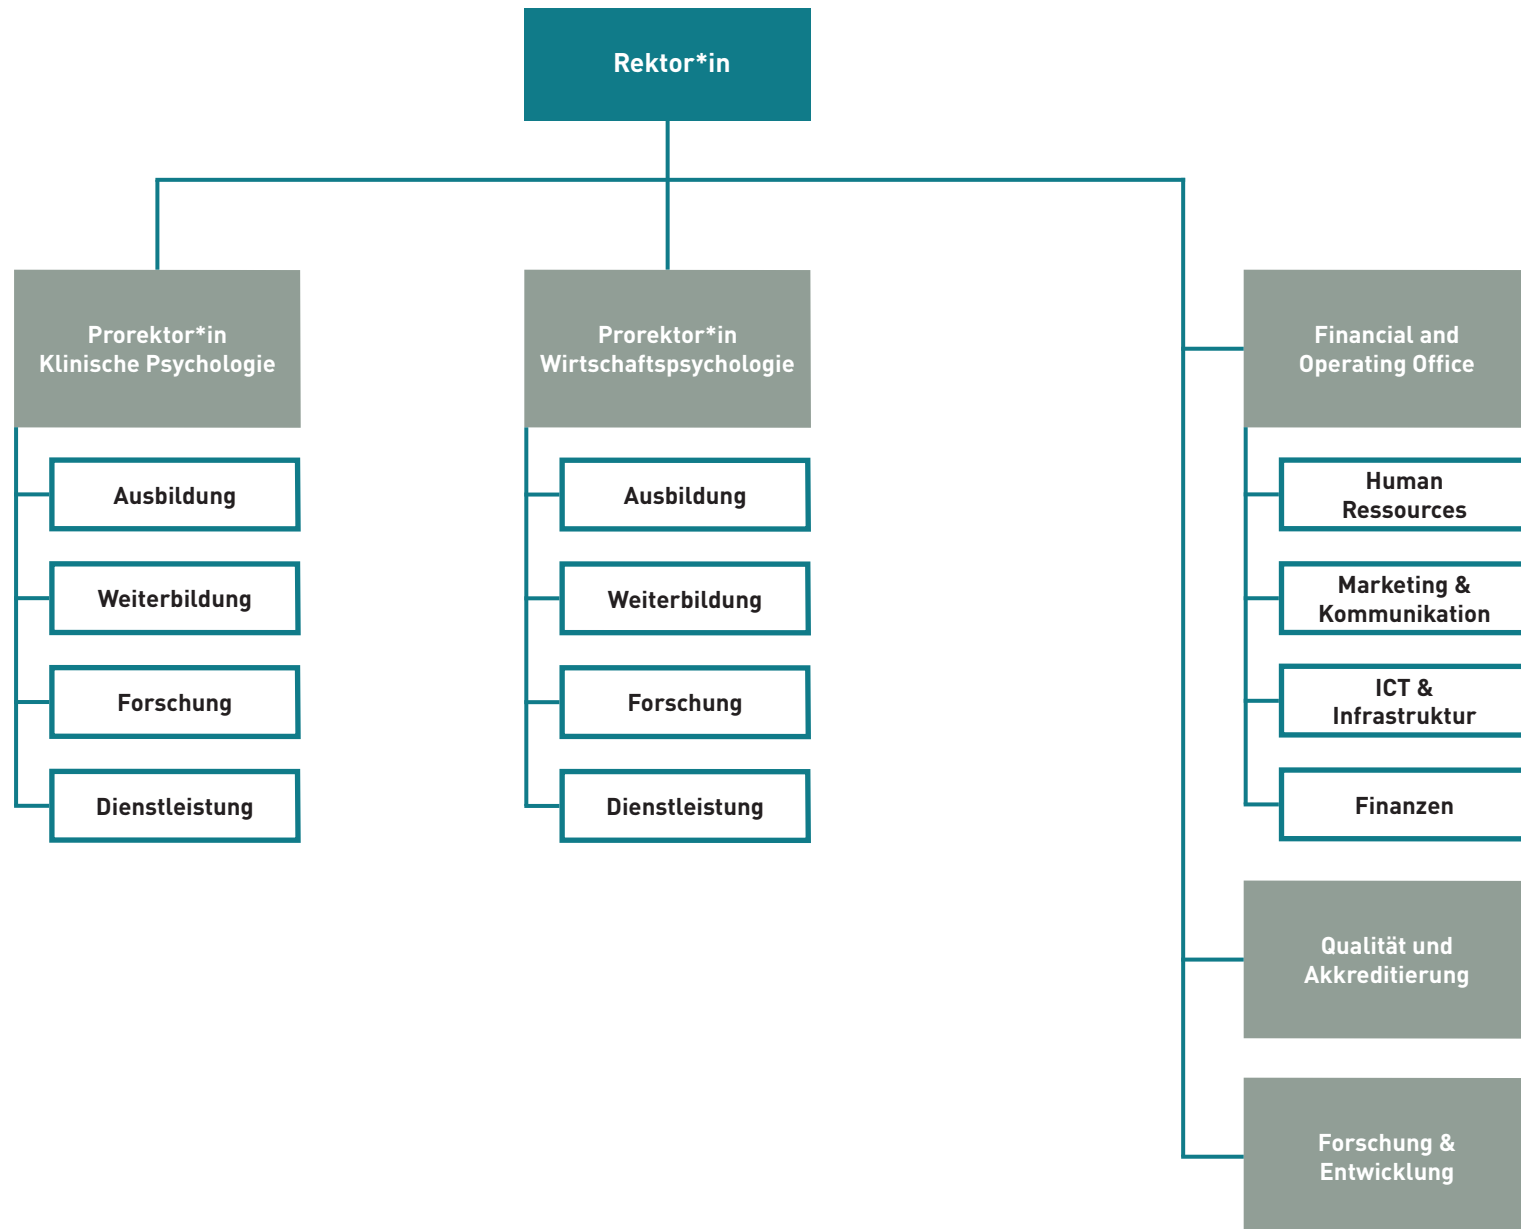 Rektor*in
Prorektor*in
Klinische Psychologie
Ausbildung
Weiterbildung
Forschung
Dienstleistung
Prorektor*in
Wirtschaftspsychologie
Ausbildung
Weiterbildung
Forschung
Dienstleistung
Financial and
Operating Office
Human
Ressources
Marketing &
Kommunikation
ICT &
Infrastruktur
Finanzen
Qualität und
Akkreditierung
Forschung &
Entwicklung